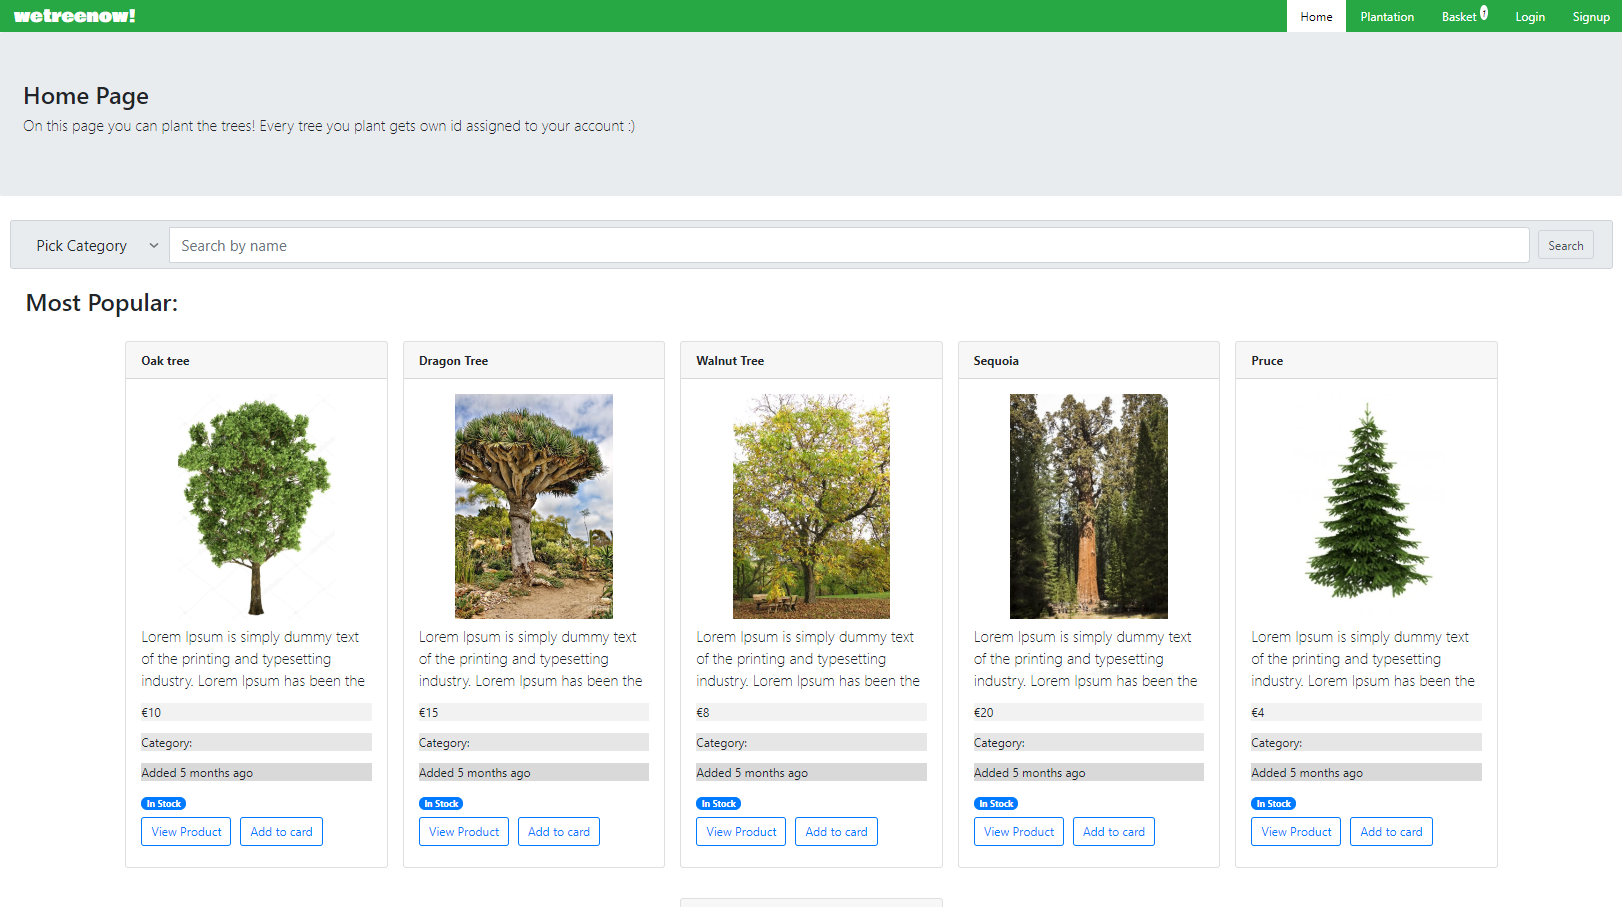 wetreenow!
Home
Plantation
Basket 1
Login
Signup
Home Page
On this page you can plant the trees! Every tree you plant gets own id assigned to your account :)
Pick Category
Search by name
Search
Most Popular:
Oak tree
Lorem Ipsum is simply dummy text
of the printing and typesetting
industry. Lorem Ipsum has been the
€10
Category:
Added 5 months ago
In Stock
View Product
Add to card
Dragon Tree
Lorem Ipsum is simply dummy text
of the printing and typesetting
industry. Lorem Ipsum has been the
€15
Category:
Added 5 months ago
In Stock
View Product
Add to card
Walnut Tree
Lorem Ipsum is simply dummy text
of the printing and typesetting
industry. Lorem Ipsum has been the
€8
Category:
Added 5 months ago
In Stock
View Product
Add to card
Sequoia
Lorem Ipsum is simply dummy text
of the printing and typesetting
industry. Lorem Ipsum has been the
€20
Category:
Added 5 months ago
In Stock
View Product
Add to card
Pruce
Lorem Ipsum is simply dummy text
of the printing and typesetting
industry. Lorem Ipsum has been the
€4
Category:
Added 5 months ago
In Stock
View Product
Add to card